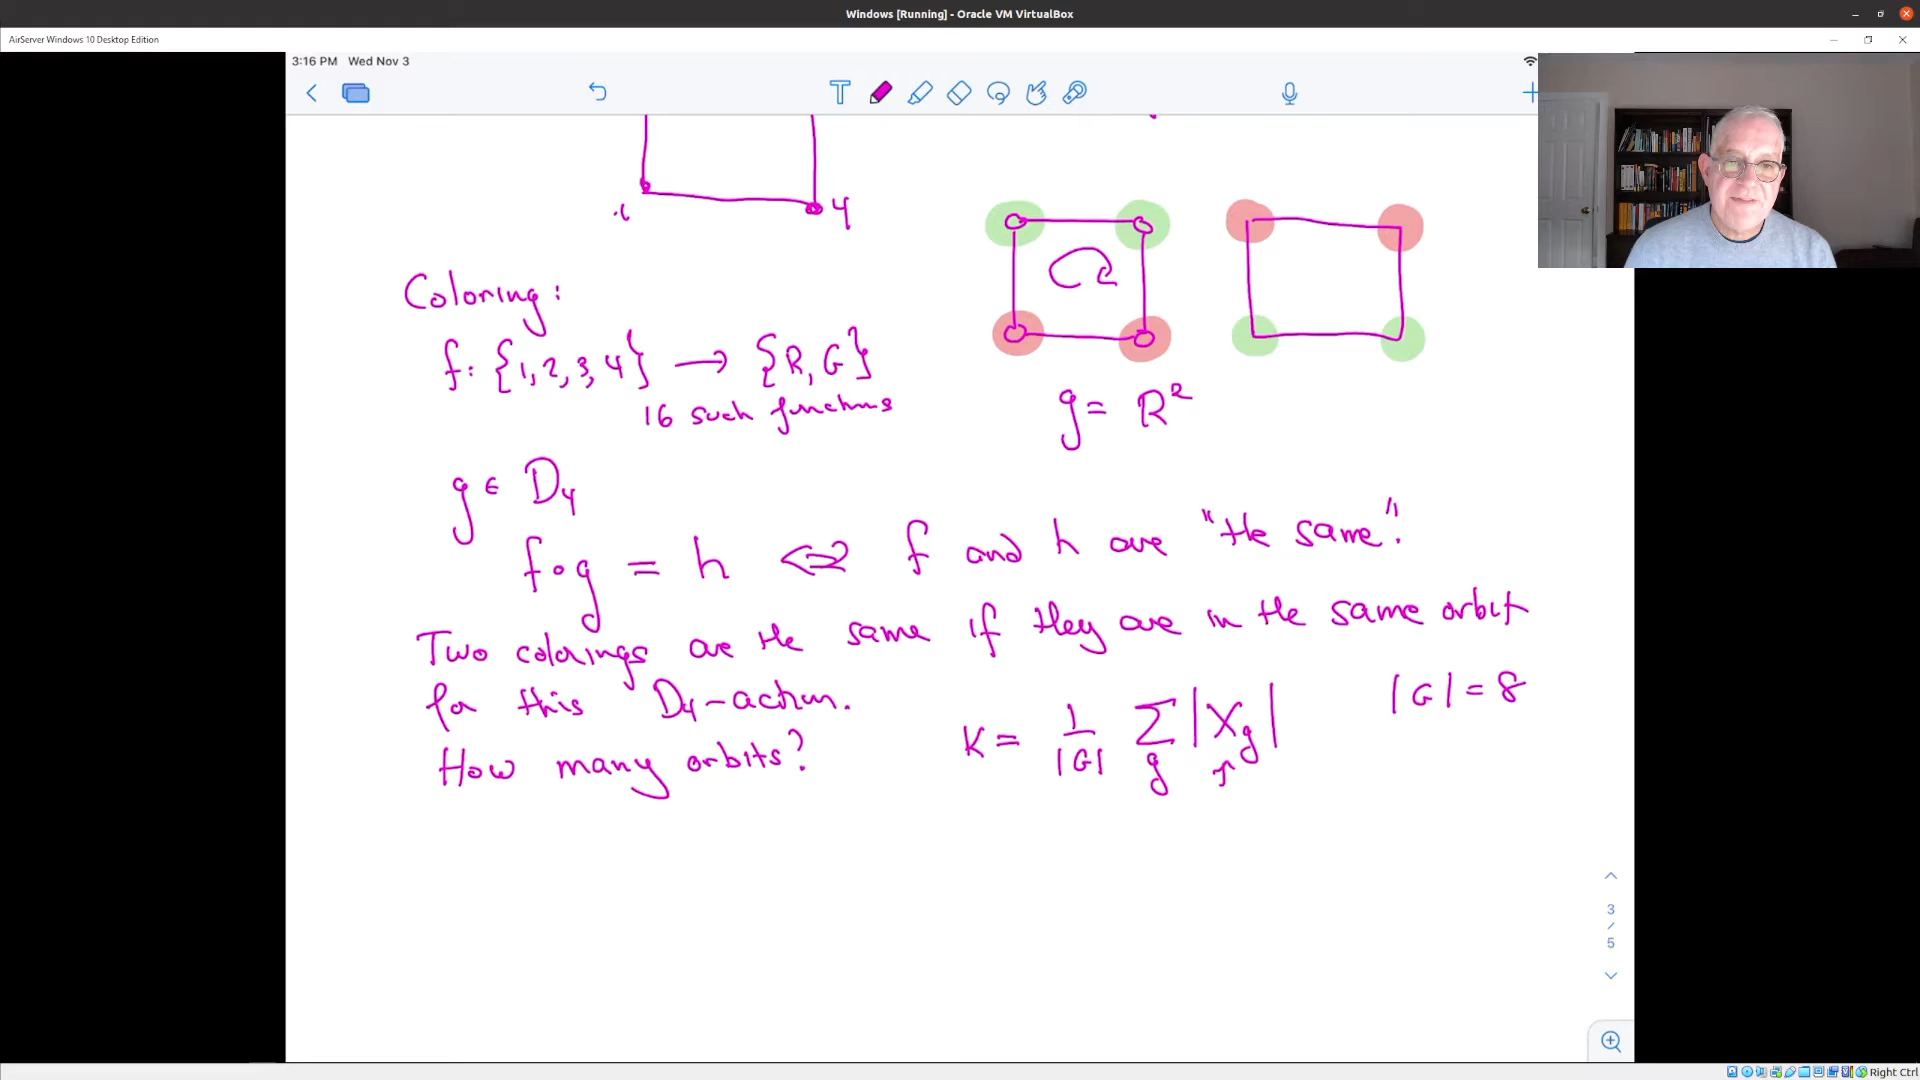 Windows [Running] - Oracle VM VirtualBox
AirServer Windows 10 Desktop Edition
3:16 PM Wed Nov 3
4
Coloring:
f: {1,2,3,4} → {R,G}
16 such functions
g = R²
g ∈ D₄
f∘g = h ⇔ f and h are "the same".
Two colorings are the same if they are in the same orbit
for this D₄-action.
|G| = 8
How many orbits?
K = 1/|G| Σ_g |X_g|
3
/
5
Right Ctrl